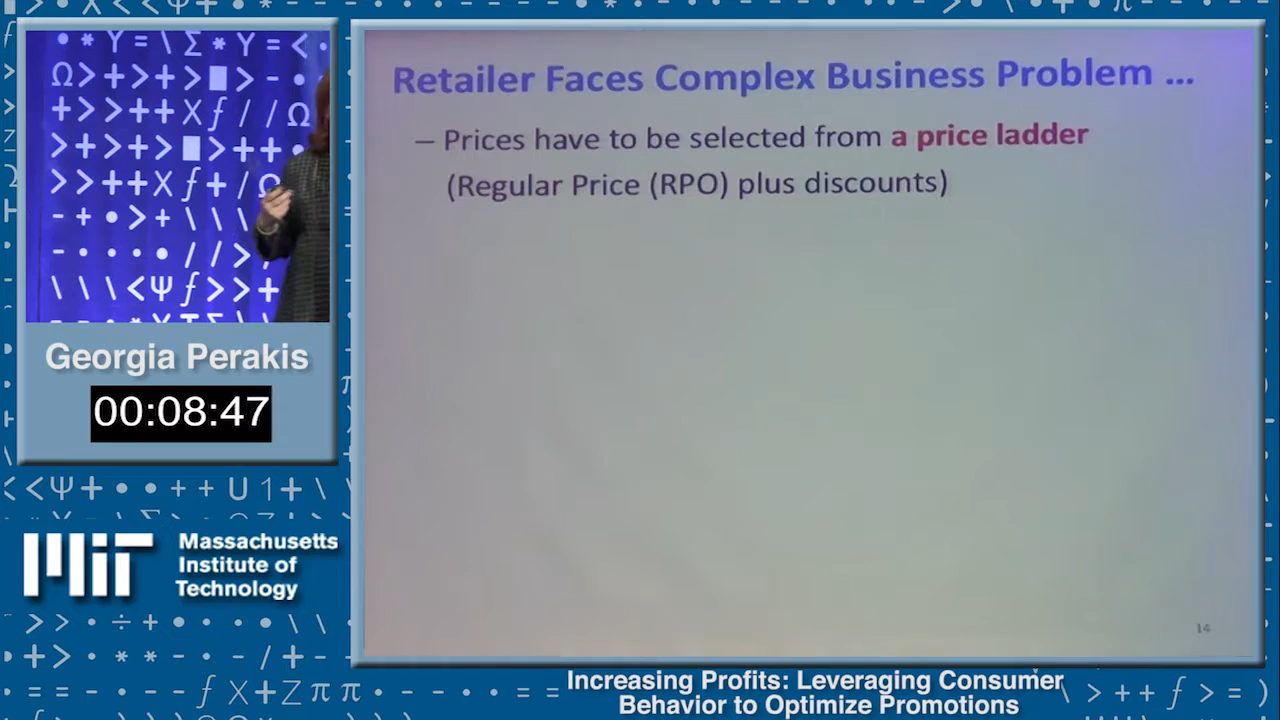 Retailer Faces Complex Business Problem ...
– Prices have to be selected from a price ladder
(Regular Price (RPO) plus discounts)
14
Georgia Perakis
00:08:47
MIT
Massachusetts
Institute of
Technology
Increasing Profits: Leveraging Consumer
Behavior to Optimize Promotions